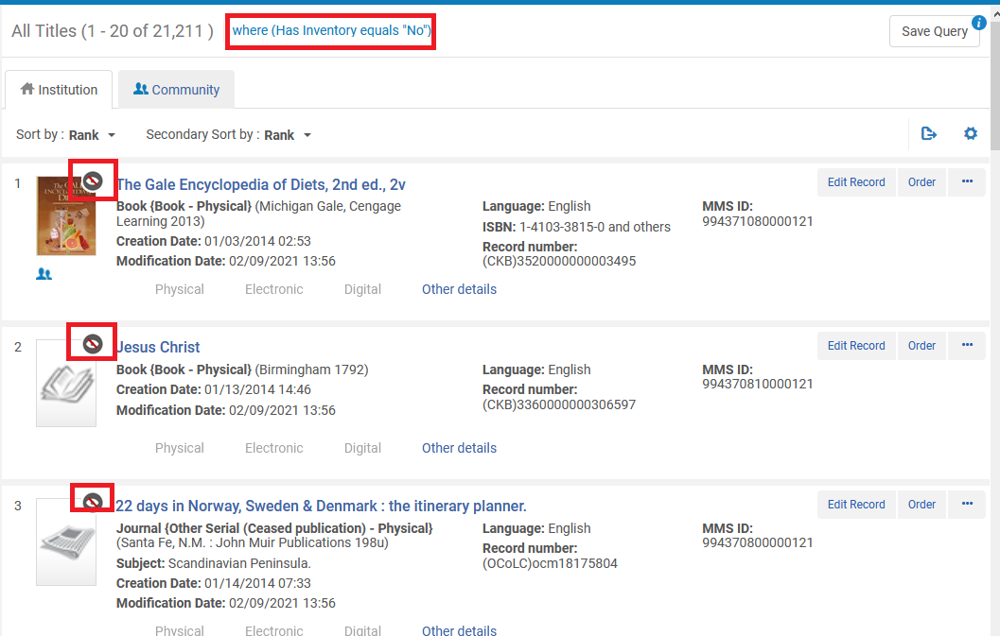 All Titles (1 - 20 of 21,211 ) where (Has Inventory equals "No")
Save Query
i
Institution
Community
Sort by : Rank Secondary Sort by : Rank
1
The Gale Encyclopedia of Diets, 2nd ed., 2v
Edit Record Order •••
Book {Book - Physical} (Michigan Gale, Cengage
Learning 2013)
Creation Date: 01/03/2014 02:53
Modification Date: 02/09/2021 13:56
Language: English
ISBN: 1-4103-3815-0 and others
Record number:
(CKB)3520000000003495
MMS ID:
994371080000121
Physical Electronic Digital Other details
2
Jesus Christ
Edit Record Order •••
Book {Book - Physical} (Birmingham 1792)
Creation Date: 01/13/2014 14:46
Modification Date: 02/09/2021 13:56
Language: English
Record number:
(CKB)3360000000306597
MMS ID:
994370810000121
Physical Electronic Digital Other details
3
22 days in Norway, Sweden & Denmark : the itinerary planner.
Edit Record Order •••
Journal {Other Serial (Ceased publication) - Physical}
(Santa Fe, N.M. : John Muir Publications 198u)
Subject: Scandinavian Peninsula.
Creation Date: 01/14/2014 07:33
Modification Date: 02/09/2021 13:56
Language: English
Record number:
(OCoLC)ocm18175804
MMS ID:
994370800000121
Physical Electronic Digital Other details